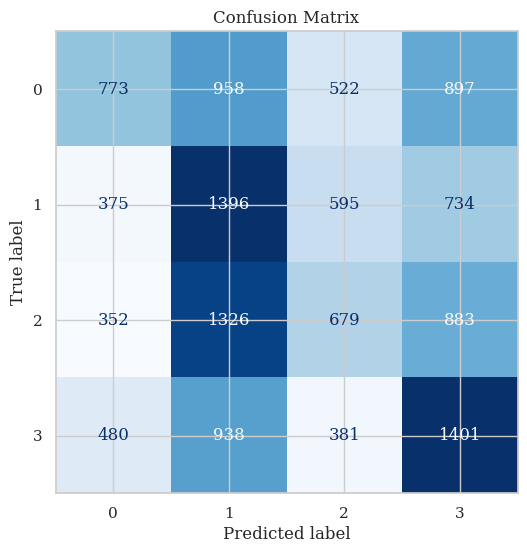 Confusion Matrix
0 773 958 522 897
1 375 1396 595 734
2 352 1326 679 883
3 480 938 381 1401
0 1 2 3
True label
Predicted label